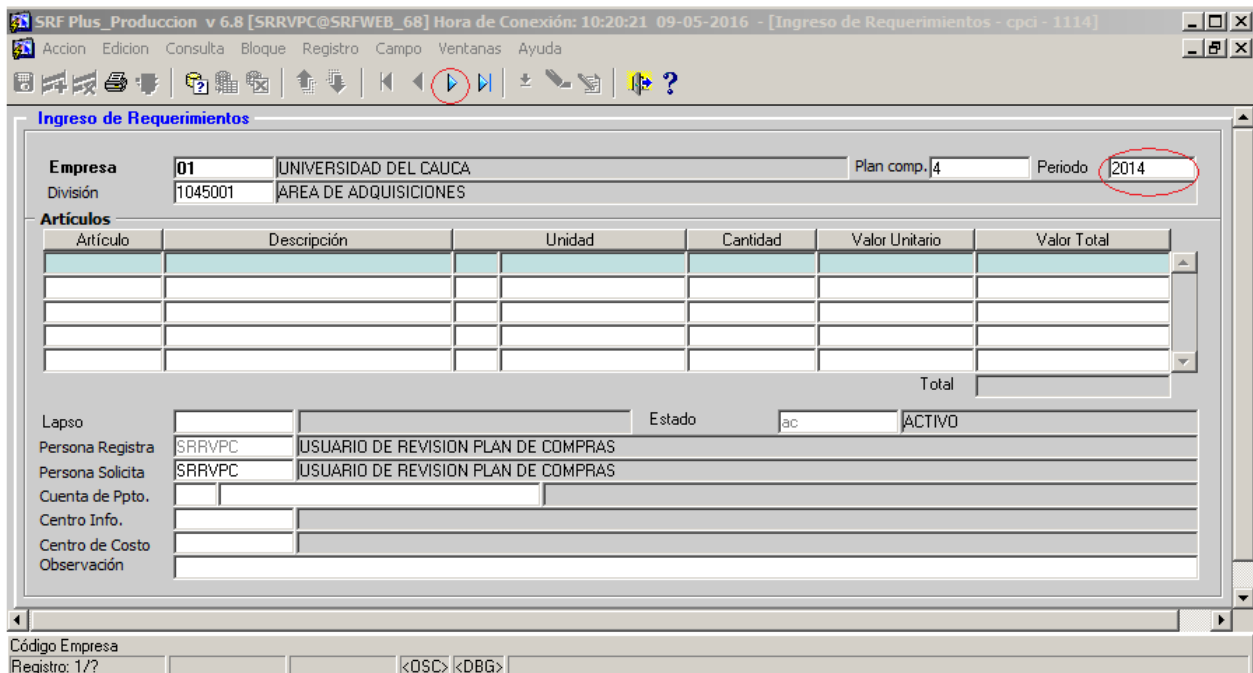 SRF Plus_Produccion v 6.8 [SRRVPC@SRFWEB_68] Hora de Conexión: 10:20:21 09-05-2016 - [Ingreso de Requerimientos - cpci - 1114]
Accion Edicion Consulta Bloque Registro Campo Ventanas Ayuda
Ingreso de Requerimientos
Empresa 01 UNIVERSIDAD DEL CAUCA Plan comp. 4 Periodo 2014
División 1045001 AREA DE ADQUISICIONES
Artículos
Artículo Descripción Unidad Cantidad Valor Unitario Valor Total
Total
Lapso Estado ac ACTIVO
Persona Registra SRRVPC USUARIO DE REVISION PLAN DE COMPRAS
Persona Solicita SRRVPC USUARIO DE REVISION PLAN DE COMPRAS
Cuenta de Ppto.
Centro Info.
Centro de Costo
Observación
Código Empresa
Registro: 1/? <OSC> <DBG>